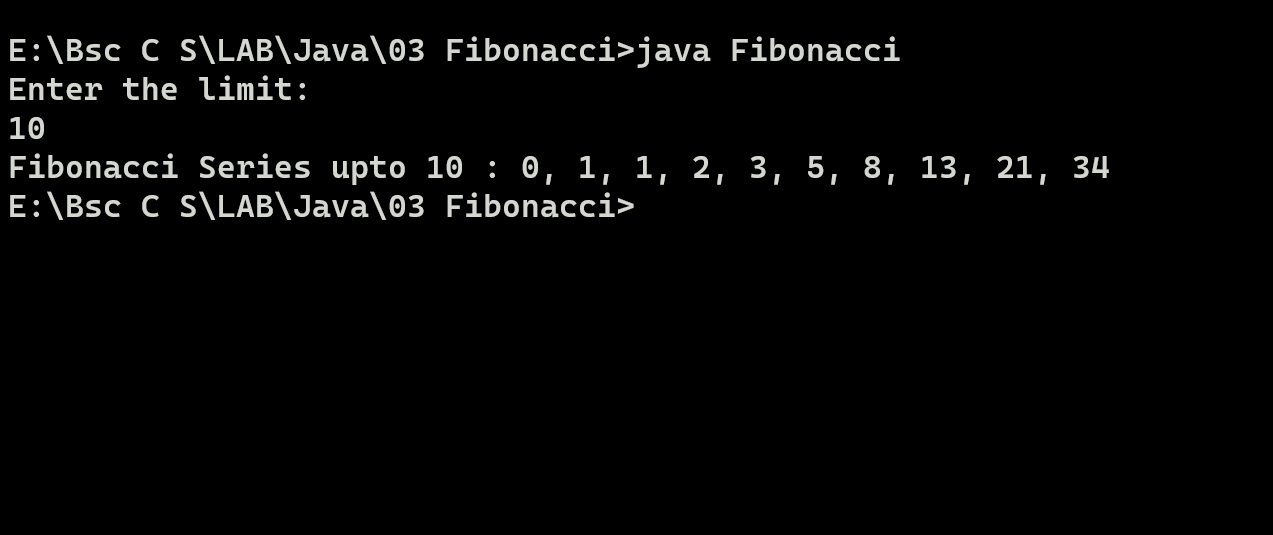 E:\Bsc C S\LAB\Java\03 Fibonacci>java Fibonacci
Enter the limit:
10
Fibonacci Series upto 10 : 0, 1, 1, 2, 3, 5, 8, 13, 21, 34
E:\Bsc C S\LAB\Java\03 Fibonacci>